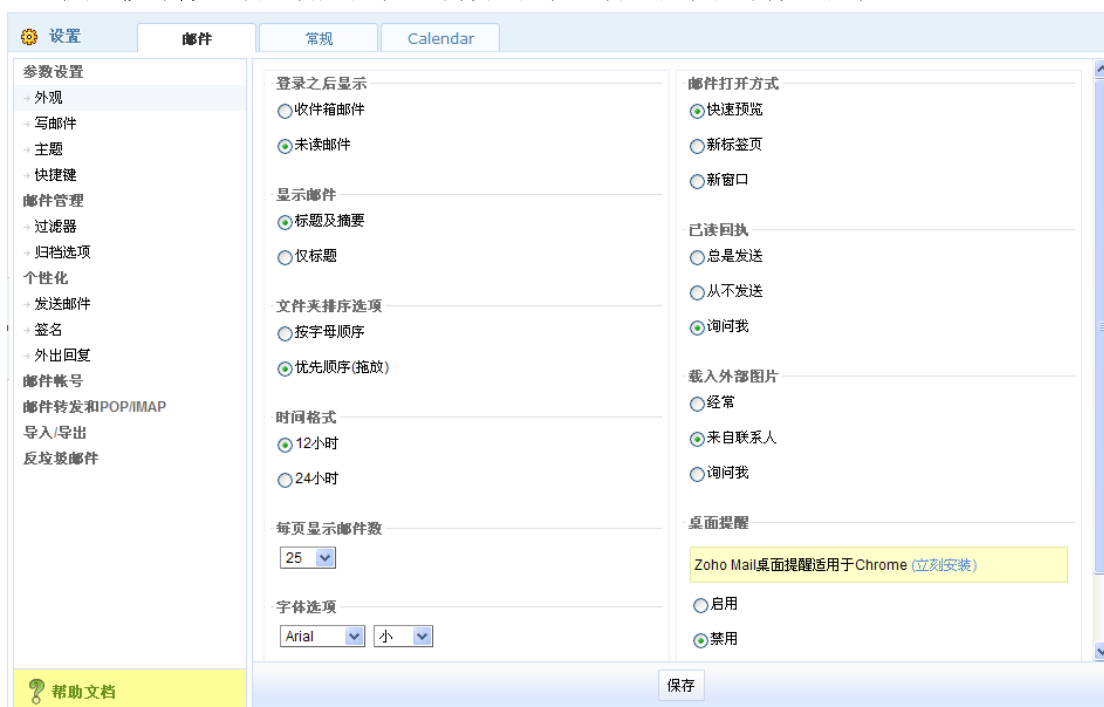 设置
邮件
常规
Calendar
参数设置
外观
写邮件
主题
快捷键
邮件管理
过滤器
归档选项
个性化
发送邮件
签名
外出回复
邮件帐号
邮件转发和POP/IMAP
导入/导出
反垃圾邮件
帮助文档
登录之后显示
收件箱邮件
未读邮件
显示邮件
标题及摘要
仅标题
文件夹排序选项
按字母顺序
优先顺序(拖放)
时间格式
12小时
24小时
每页显示邮件数
25
字体选项
Arial 小
邮件打开方式
快速预览
新标签页
新窗口
已读回执
总是发送
从不发送
询问我
载入外部图片
经常
来自联系人
询问我
桌面提醒
Zoho Mail桌面提醒适用于Chrome (立刻安装)
启用
禁用
保存